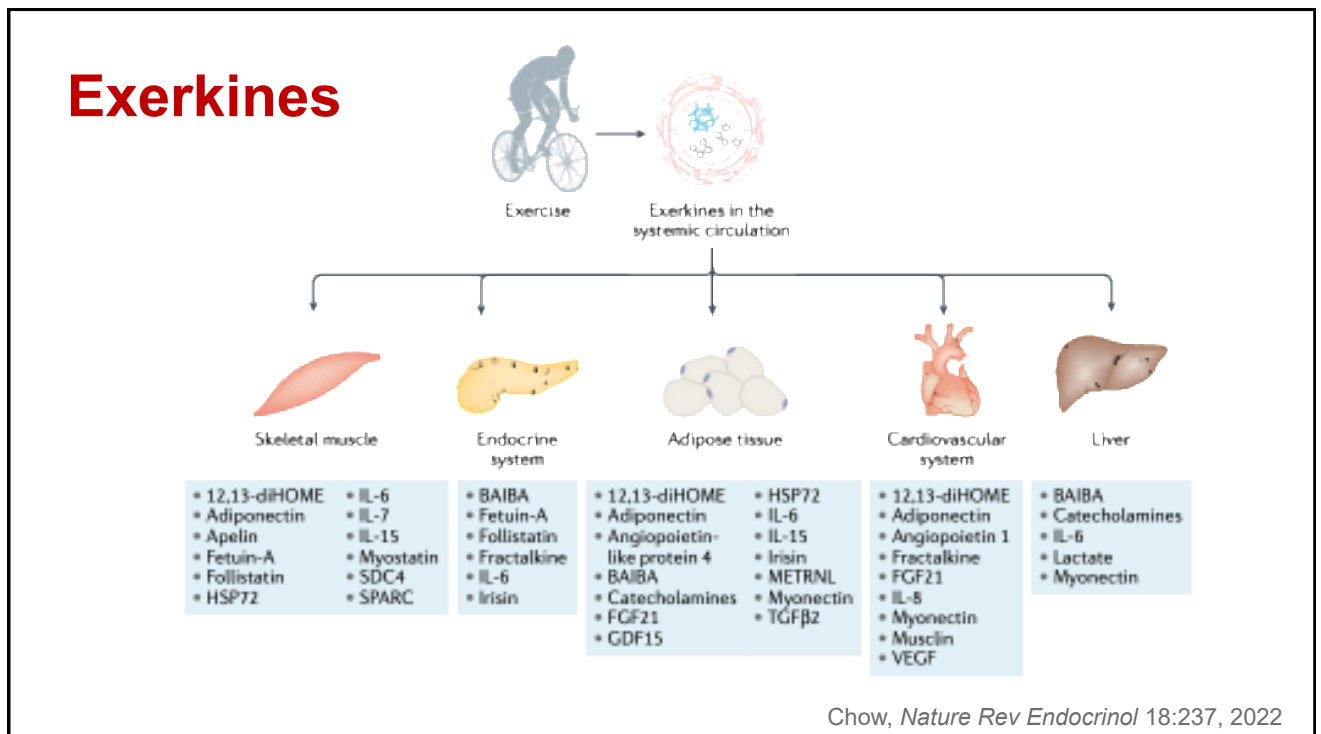 Exerkines
Exercise
Exerkines in the
systemic circulation
Skeletal muscle
• 12,13-diHOME
• Adiponectin
• Apelin
• Fetuin-A
• Follistatin
• HSP72
• IL-6
• IL-7
• IL-15
• Myostatin
• SDC4
• SPARC
Endocrine
system
• BAIBA
• Fetuin-A
• Follistatin
• Fractalkine
• IL-6
• Irisin
Adipose tissue
• 12,13-diHOME
• Adiponectin
• Angiopoietin-
like protein 4
• BAIBA
• Catecholamines
• FGF21
• GDF15
• HSP72
• IL-6
• IL-15
• Irisin
• METRNL
• Myonectin
• TGFβ2
Cardiovascular
system
• 12,13-diHOME
• Adiponectin
• Angiopoietin 1
• Fractalkine
• FGF21
• IL-8
• Myonectin
• Musclin
• VEGF
Liver
• BAIBA
• Catecholamines
• IL-6
• Lactate
• Myonectin
Chow, Nature Rev Endocrinol 18:237, 2022